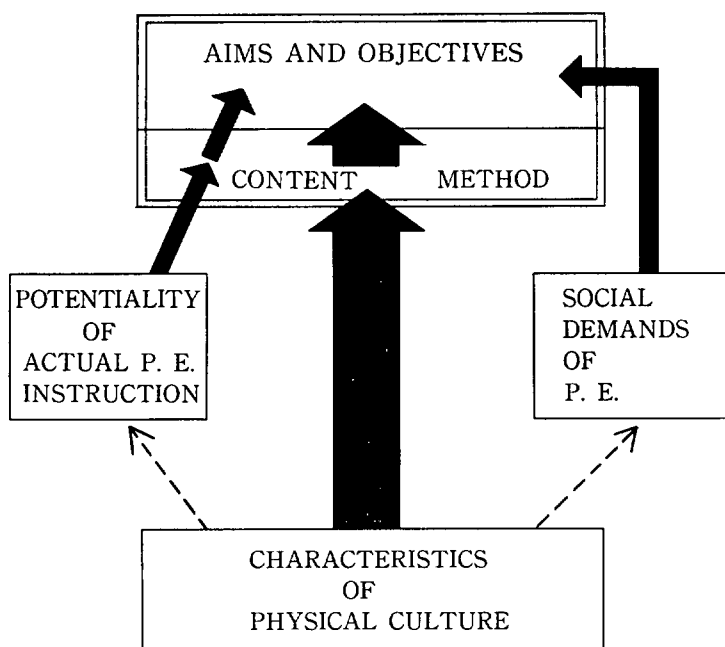 AIMS AND OBJECTIVES
CONTENT METHOD
POTENTIALITY
OF
ACTUAL P. E.
INSTRUCTION
SOCIAL
DEMANDS
OF
P. E.
CHARACTERISTICS
OF
PHYSICAL CULTURE